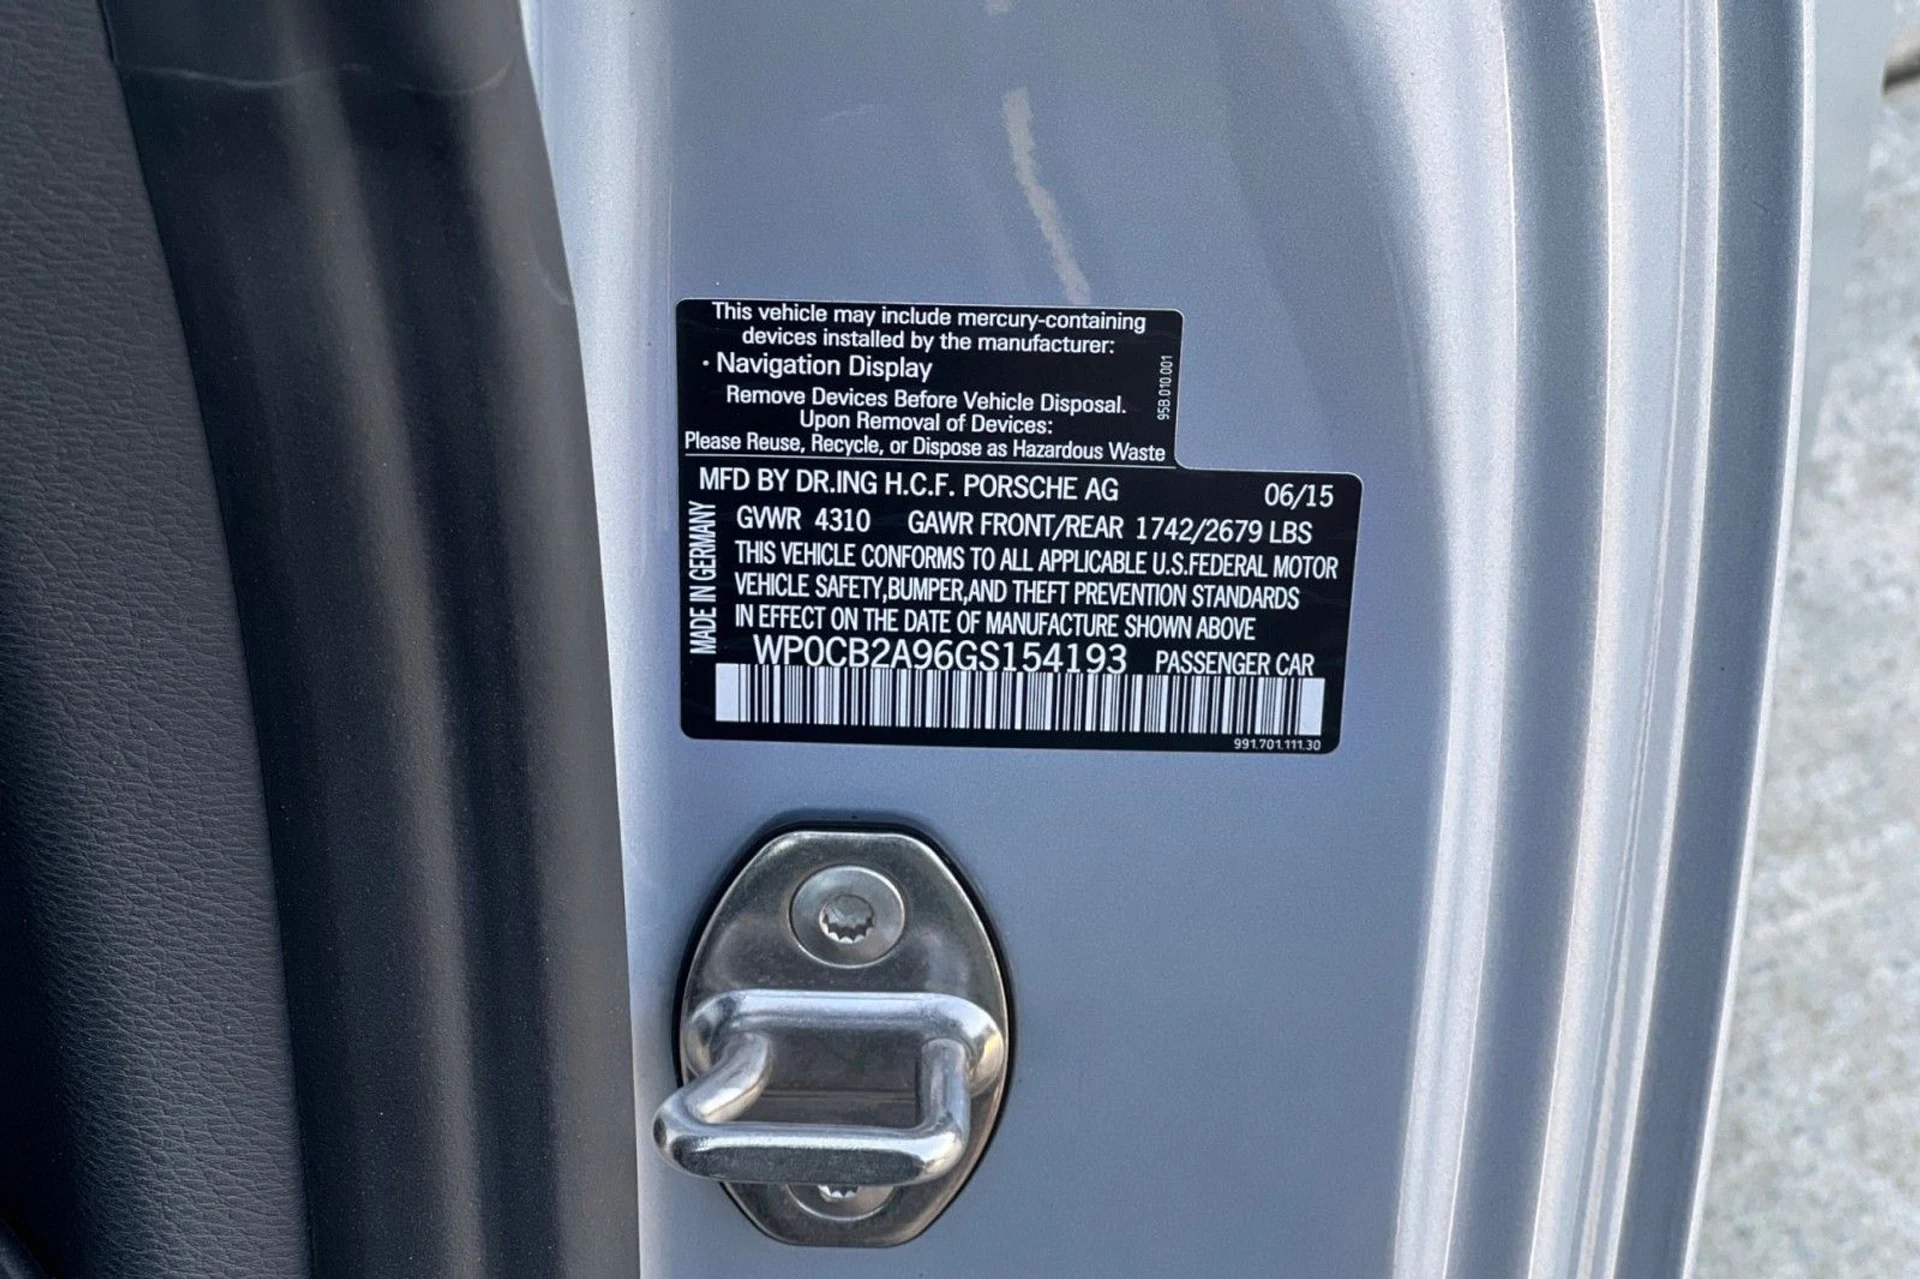 This vehicle may include mercury-containing
devices installed by the manufacturer:
· Navigation Display
Remove Devices Before Vehicle Disposal.
Upon Removal of Devices:
Please Reuse, Recycle, or Dispose as Hazardous Waste
95B.010.001
MFD BY DR.ING H.C.F. PORSCHE AG 06/15
GVWR 4310 GAWR FRONT/REAR 1742/2679 LBS
THIS VEHICLE CONFORMS TO ALL APPLICABLE U.S.FEDERAL MOTOR
VEHICLE SAFETY,BUMPER,AND THEFT PREVENTION STANDARDS
IN EFFECT ON THE DATE OF MANUFACTURE SHOWN ABOVE
MADE IN GERMANY
WP0CB2A96GS154193 PASSENGER CAR
991.701.111.30